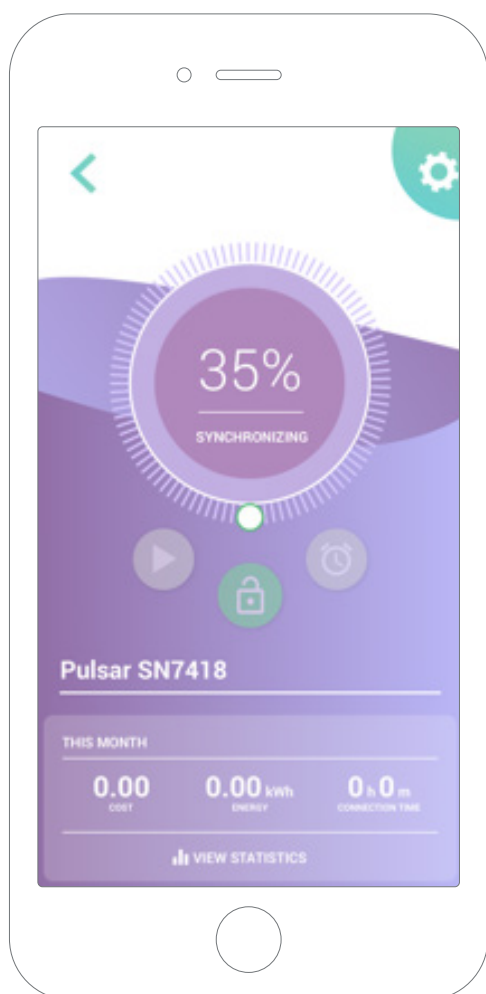 35%
SYNCHRONIZING
Pulsar SN7418
THIS MONTH
0.00 0.00 kWh 0 h 0 m
COST ENERGY CONNECTION TIME
VIEW STATISTICS